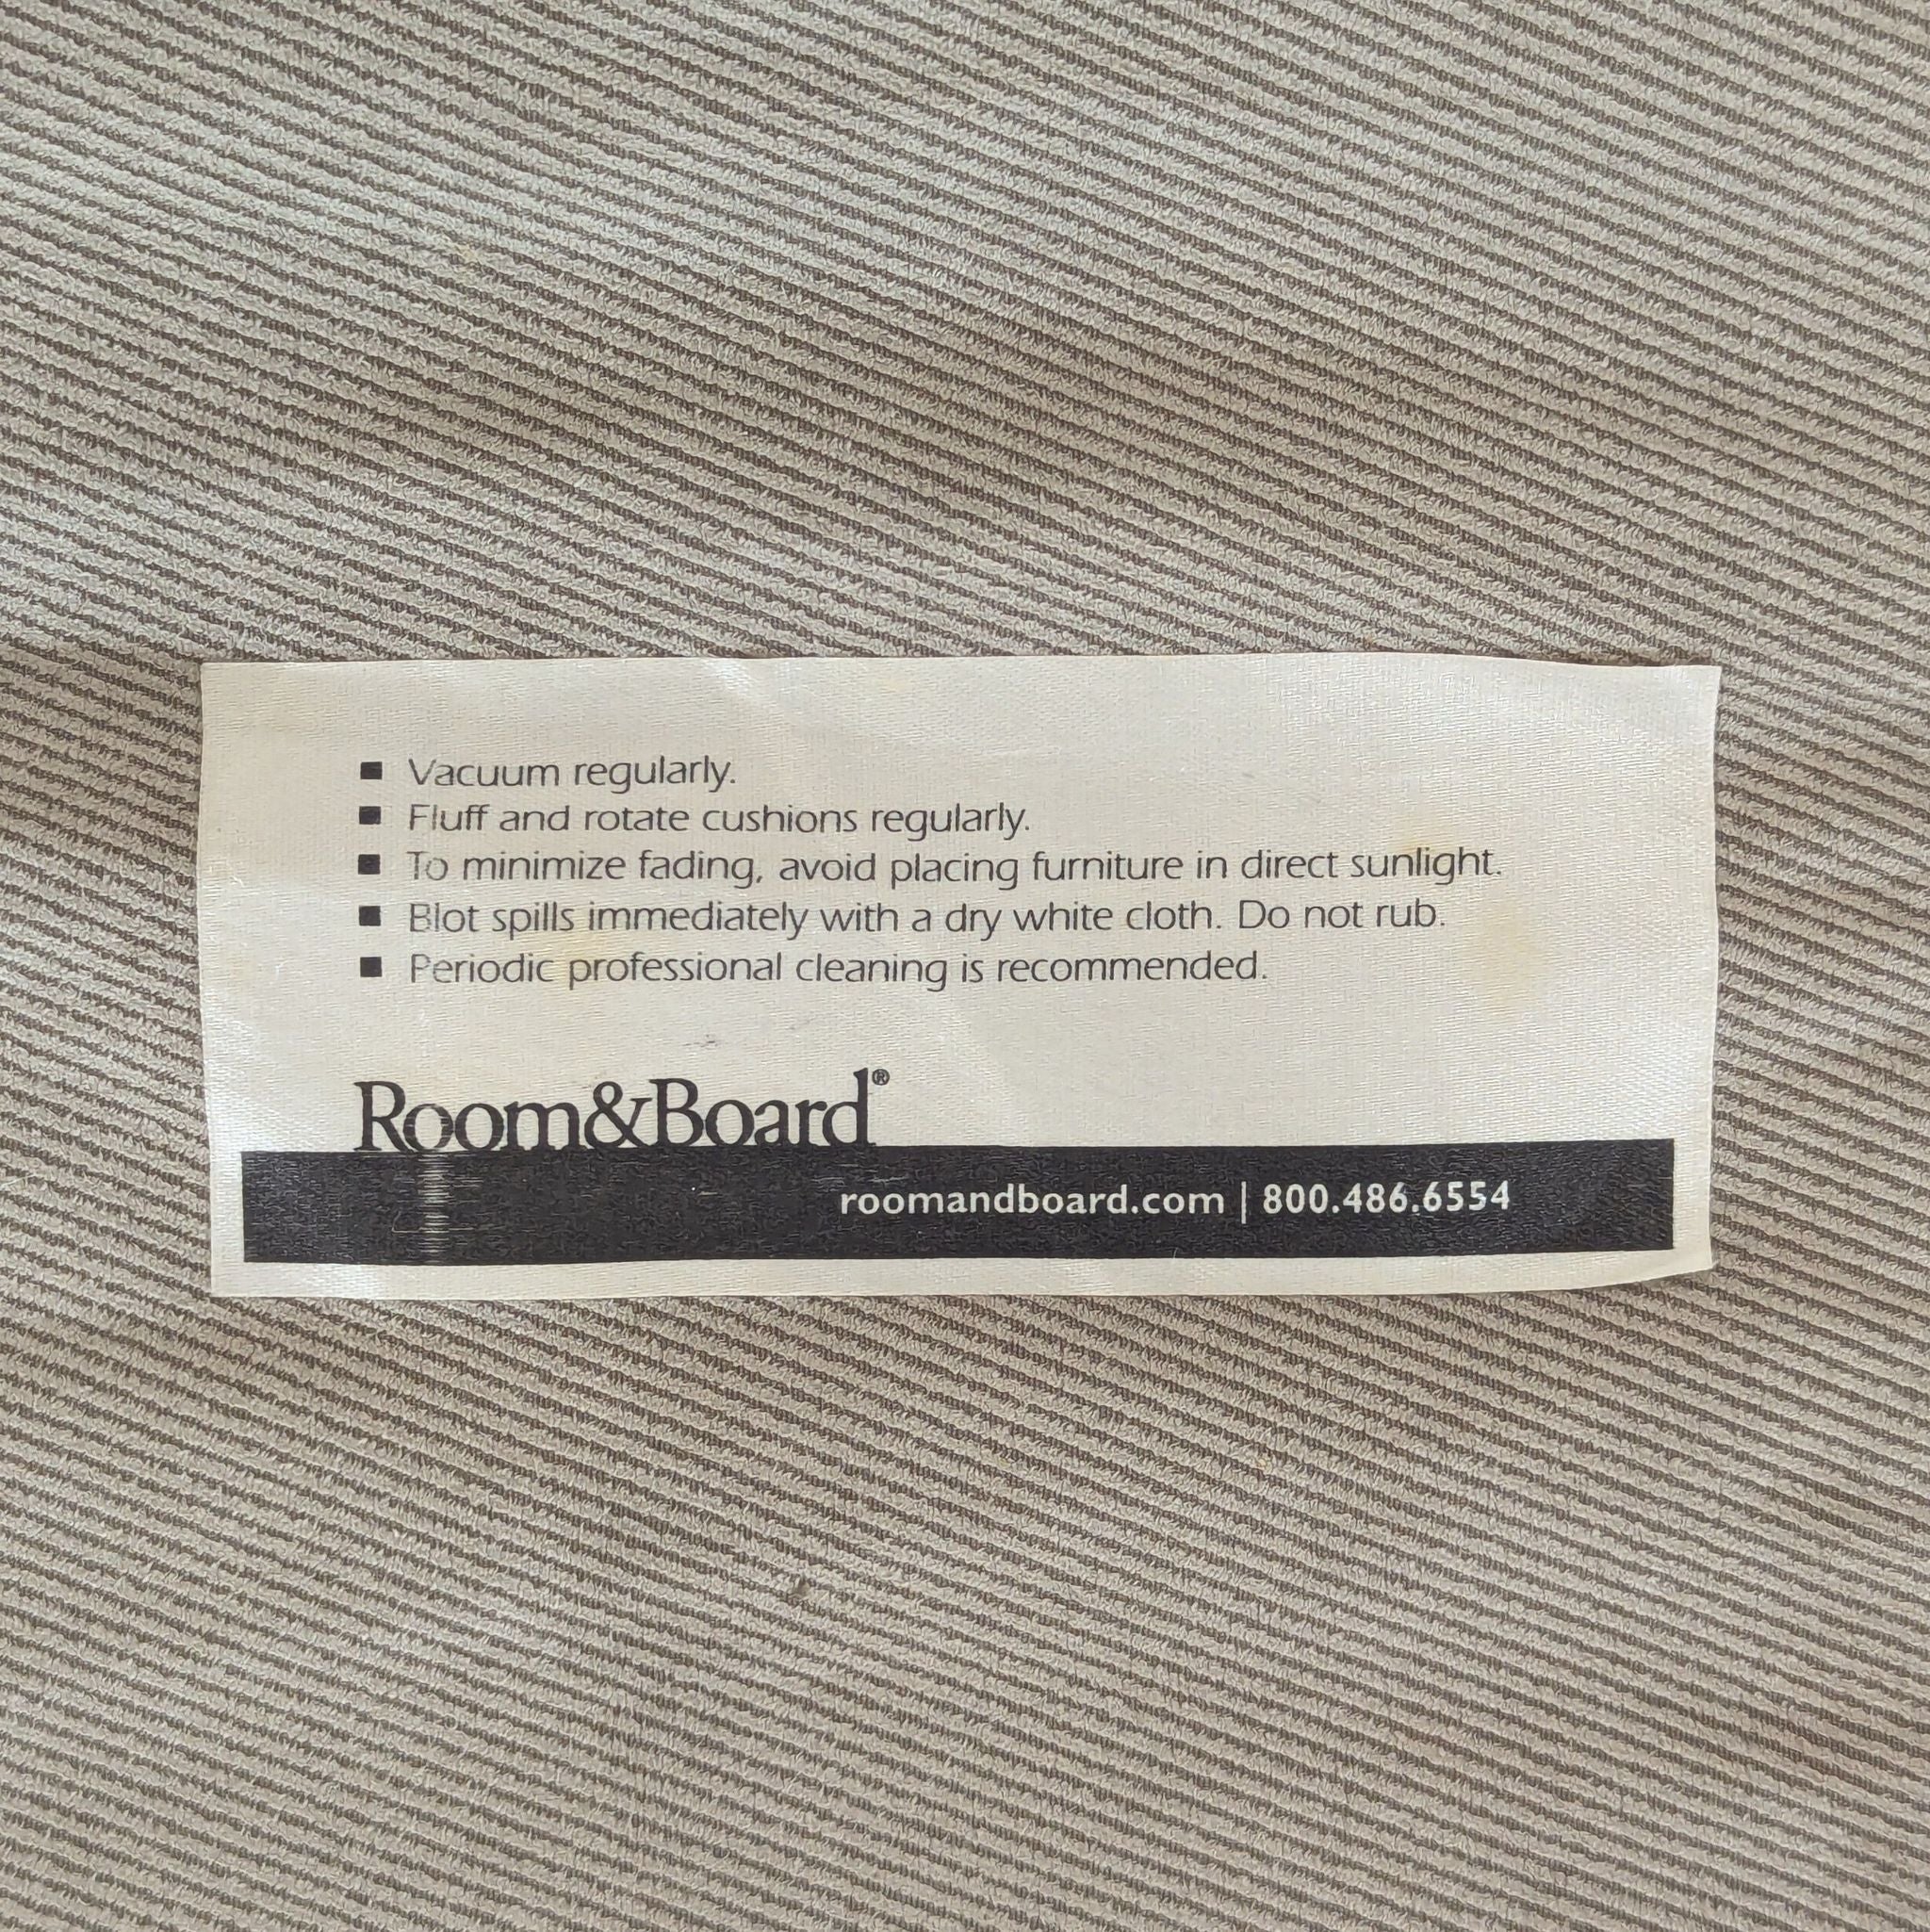 ■ Vacuum regularly.
■ Fluff and rotate cushions regularly.
■ To minimize fading, avoid placing furniture in direct sunlight.
■ Blot spills immediately with a dry white cloth. Do not rub.
■ Periodic professional cleaning is recommended.
Room&Board®
roomandboard.com | 800.486.6554